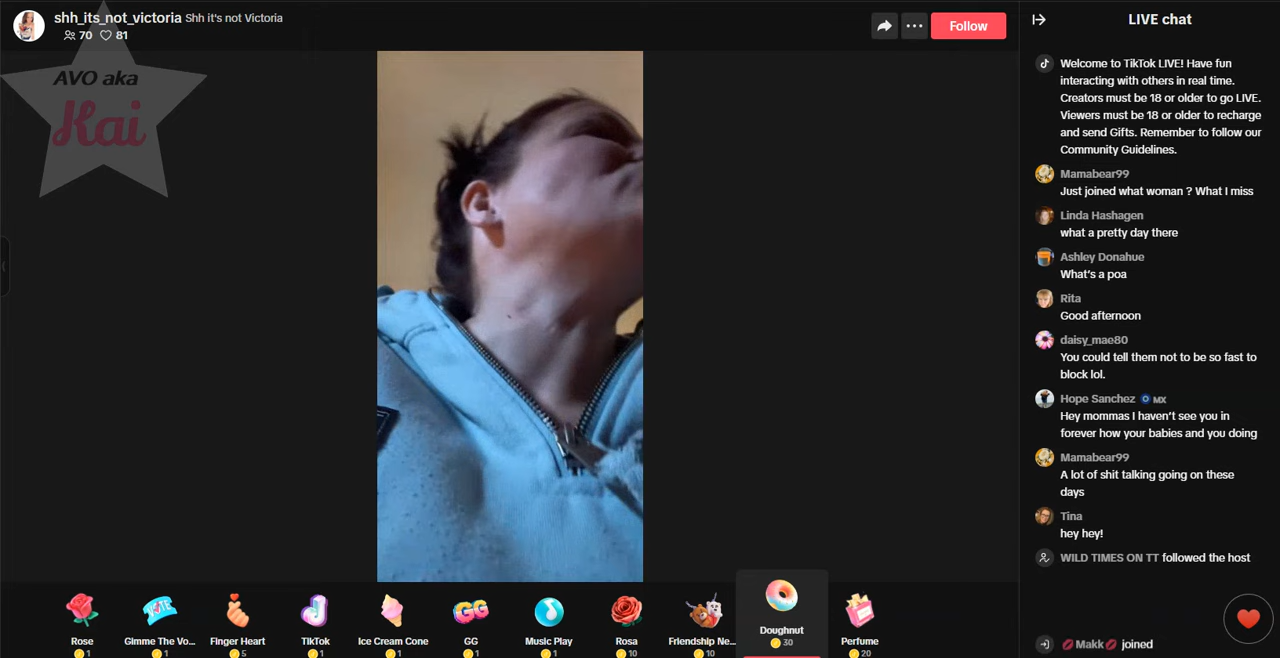 shh_its_not_victoria Shh it's not Victoria
70 81
Follow
AVO aka
Kai
LIVE chat
Welcome to TikTok LIVE! Have fun
interacting with others in real time.
Creators must be 18 or older to go LIVE.
Viewers must be 18 or older to recharge
and send Gifts. Remember to follow our
Community Guidelines.
Mamabear99
Just joined what woman ? What I miss
Linda Hashagen
what a pretty day there
Ashley Donahue
What's a poa
Rita
Good afternoon
daisy_mae80
You could tell them not to be so fast to
block lol.
Hope Sanchez MX
Hey mommas I haven't see you in
forever how your babies and you doing
Mamabear99
A lot of shit talking going on these
days
Tina
hey hey!
WILD TIMES ON TT followed the host
Makk joined
Rose
1
VOTE
Gimme The Vo...
1
Finger Heart
5
TikTok
1
Ice Cream Cone
1
GG
GG
1
Music Play
1
Rosa
10
Friendship Ne...
10
Doughnut
30
Perfume
20